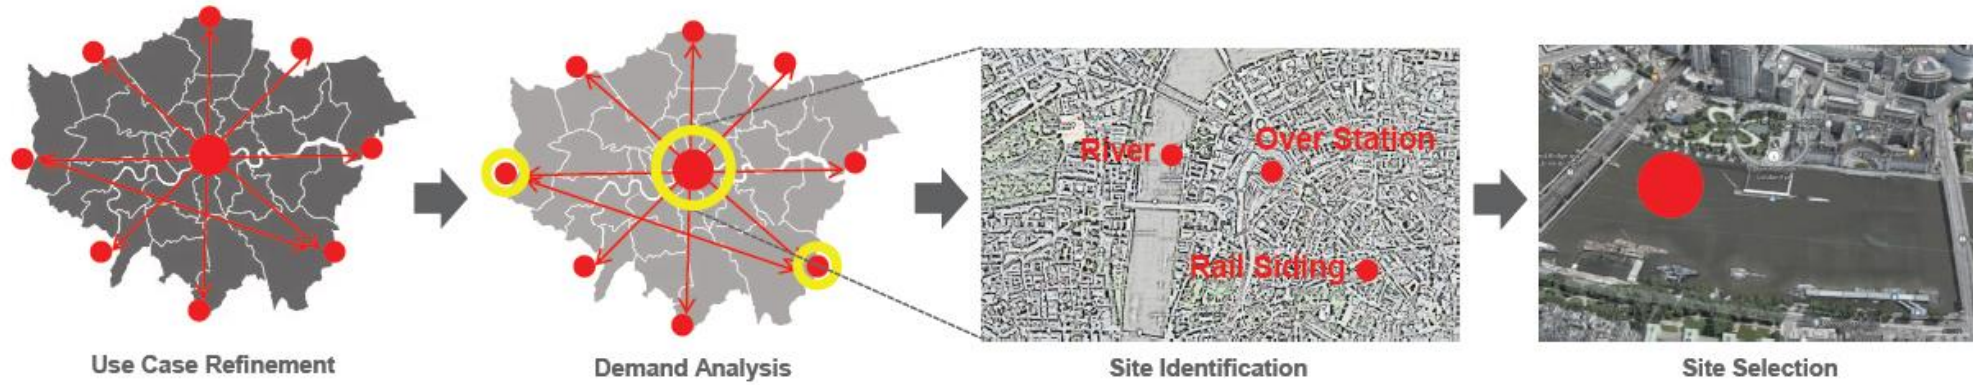 River
Over Station
Rail Siding
Use Case Refinement
Demand Analysis
Site Identification
Site Selection